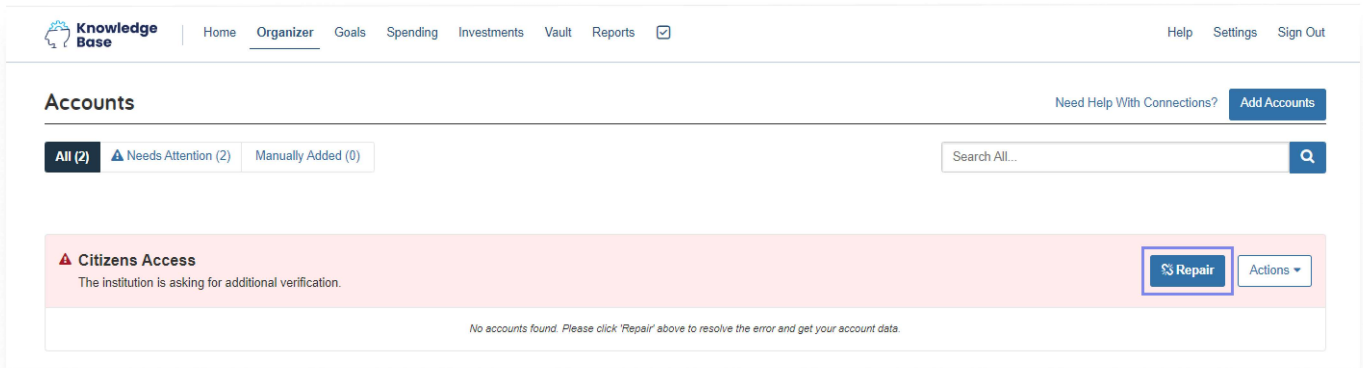 Knowledge Base
Home Organizer Goals Spending Investments Vault Reports
Help Settings Sign Out
Accounts
Need Help With Connections? Add Accounts
All (2) Needs Attention (2) Manually Added (0)
Search All...
Citizens Access
The institution is asking for additional verification.
Repair Actions
No accounts found. Please click 'Repair' above to resolve the error and get your account data.